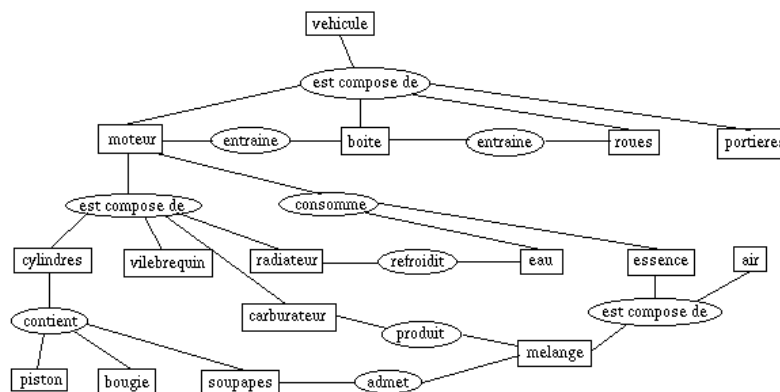 vehicule
est compose de
moteur
entraine
boite
entraine
roues
portieres
est compose de
consomme
cylindres
vilebrequin
radiateur
refroidit
eau
essence
air
contient
carburateur
produit
est compose de
melange
piston
bougie
soupapes
admet